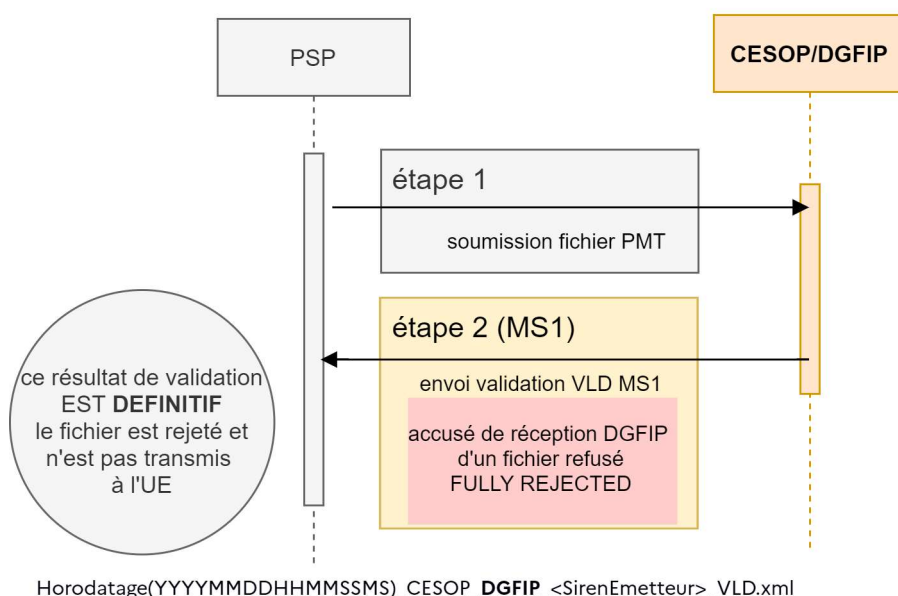 PSP
CESOP/DGFIP
étape 1
soumission fichier PMT
étape 2 (MS1)
envoi validation VLD MS1
accusé de réception DGFIP
d'un fichier refusé
FULLY REJECTED
ce résultat de validation
EST DEFINITIF
le fichier est rejeté et
n'est pas transmis
à l'UE
Horodatage(YYYYMMDDHHMMSSMS)_CESOP_DGFIP_<SirenEmetteur>_VLD.xml